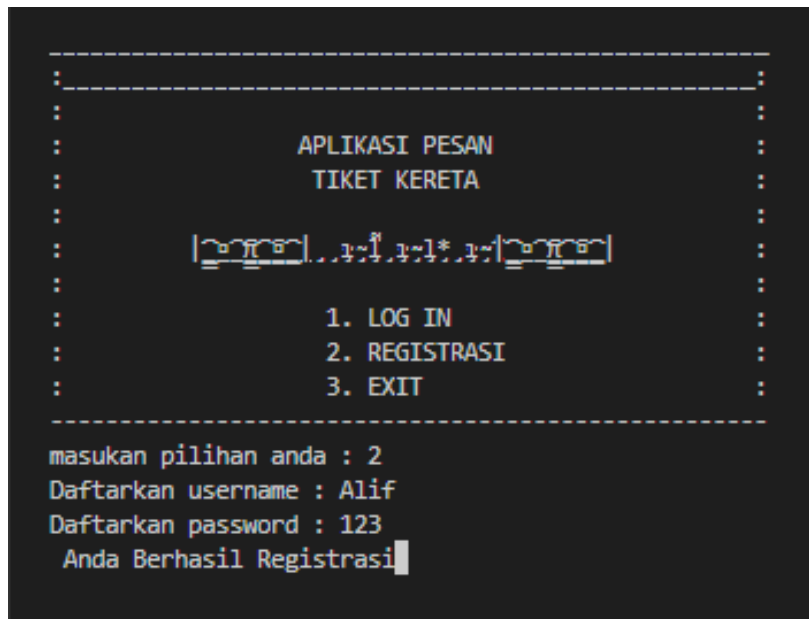 APLIKASI PESAN
TIKET KERETA
1. LOG IN
2. REGISTRASI
3. EXIT
masukan pilihan anda : 2
Daftarkan username : Alif
Daftarkan password : 123
Anda Berhasil Registrasi